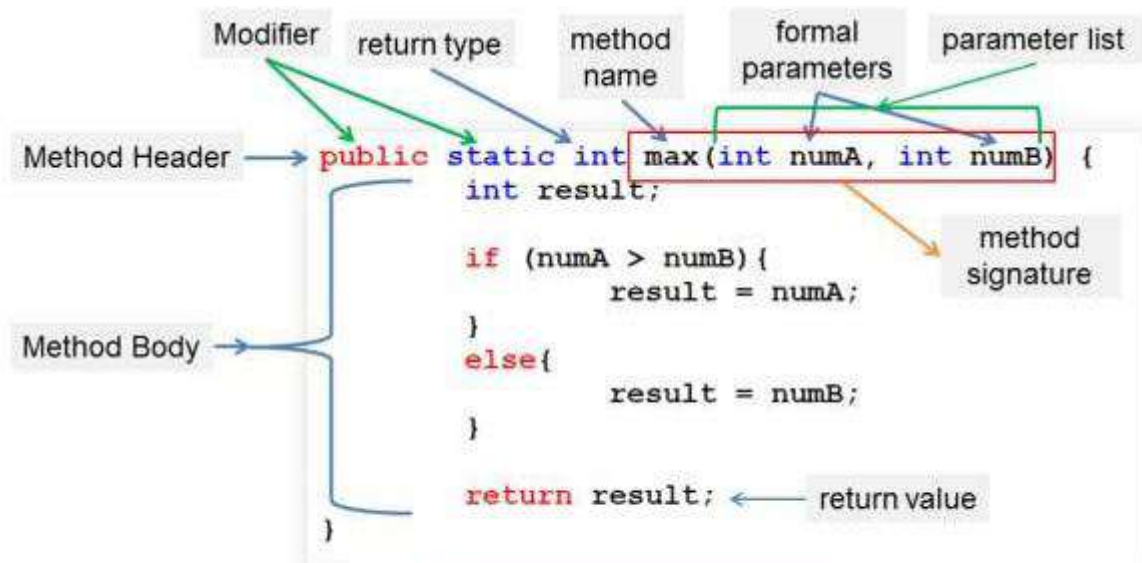 Modifier
return type
method
name
formal
parameters
parameter list
Method Header
public static int max(int numA, int numB) {
int result;
if (numA > numB){
result = numA;
}
else{
result = numB;
}
return result;
}
method
signature
Method Body
return value